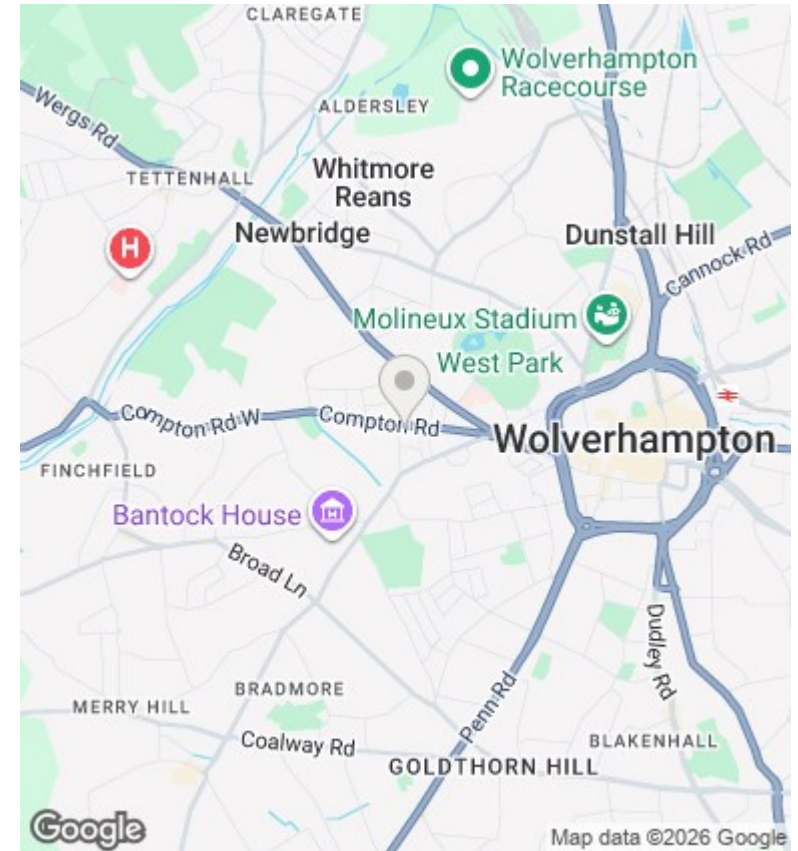 CLAREGATE
Wolverhampton
Racecourse
Wergs Rd
ALDERSLEY
TETTENHALL
Whitmore
Reans
Newbridge
Dunstall Hill
H
Cannock Rd
Molineux Stadium
West Park
Compton Rd W
Compton Rd
Wolverhampton
FINCHFIELD
Bantock House
Broad Ln
Dudley Rd
Penn Rd
BRADMORE
MERRY HILL
Coalway Rd
BLAKENHALL
GOLDTHORN HILL
Google
Map data ©2026 Google